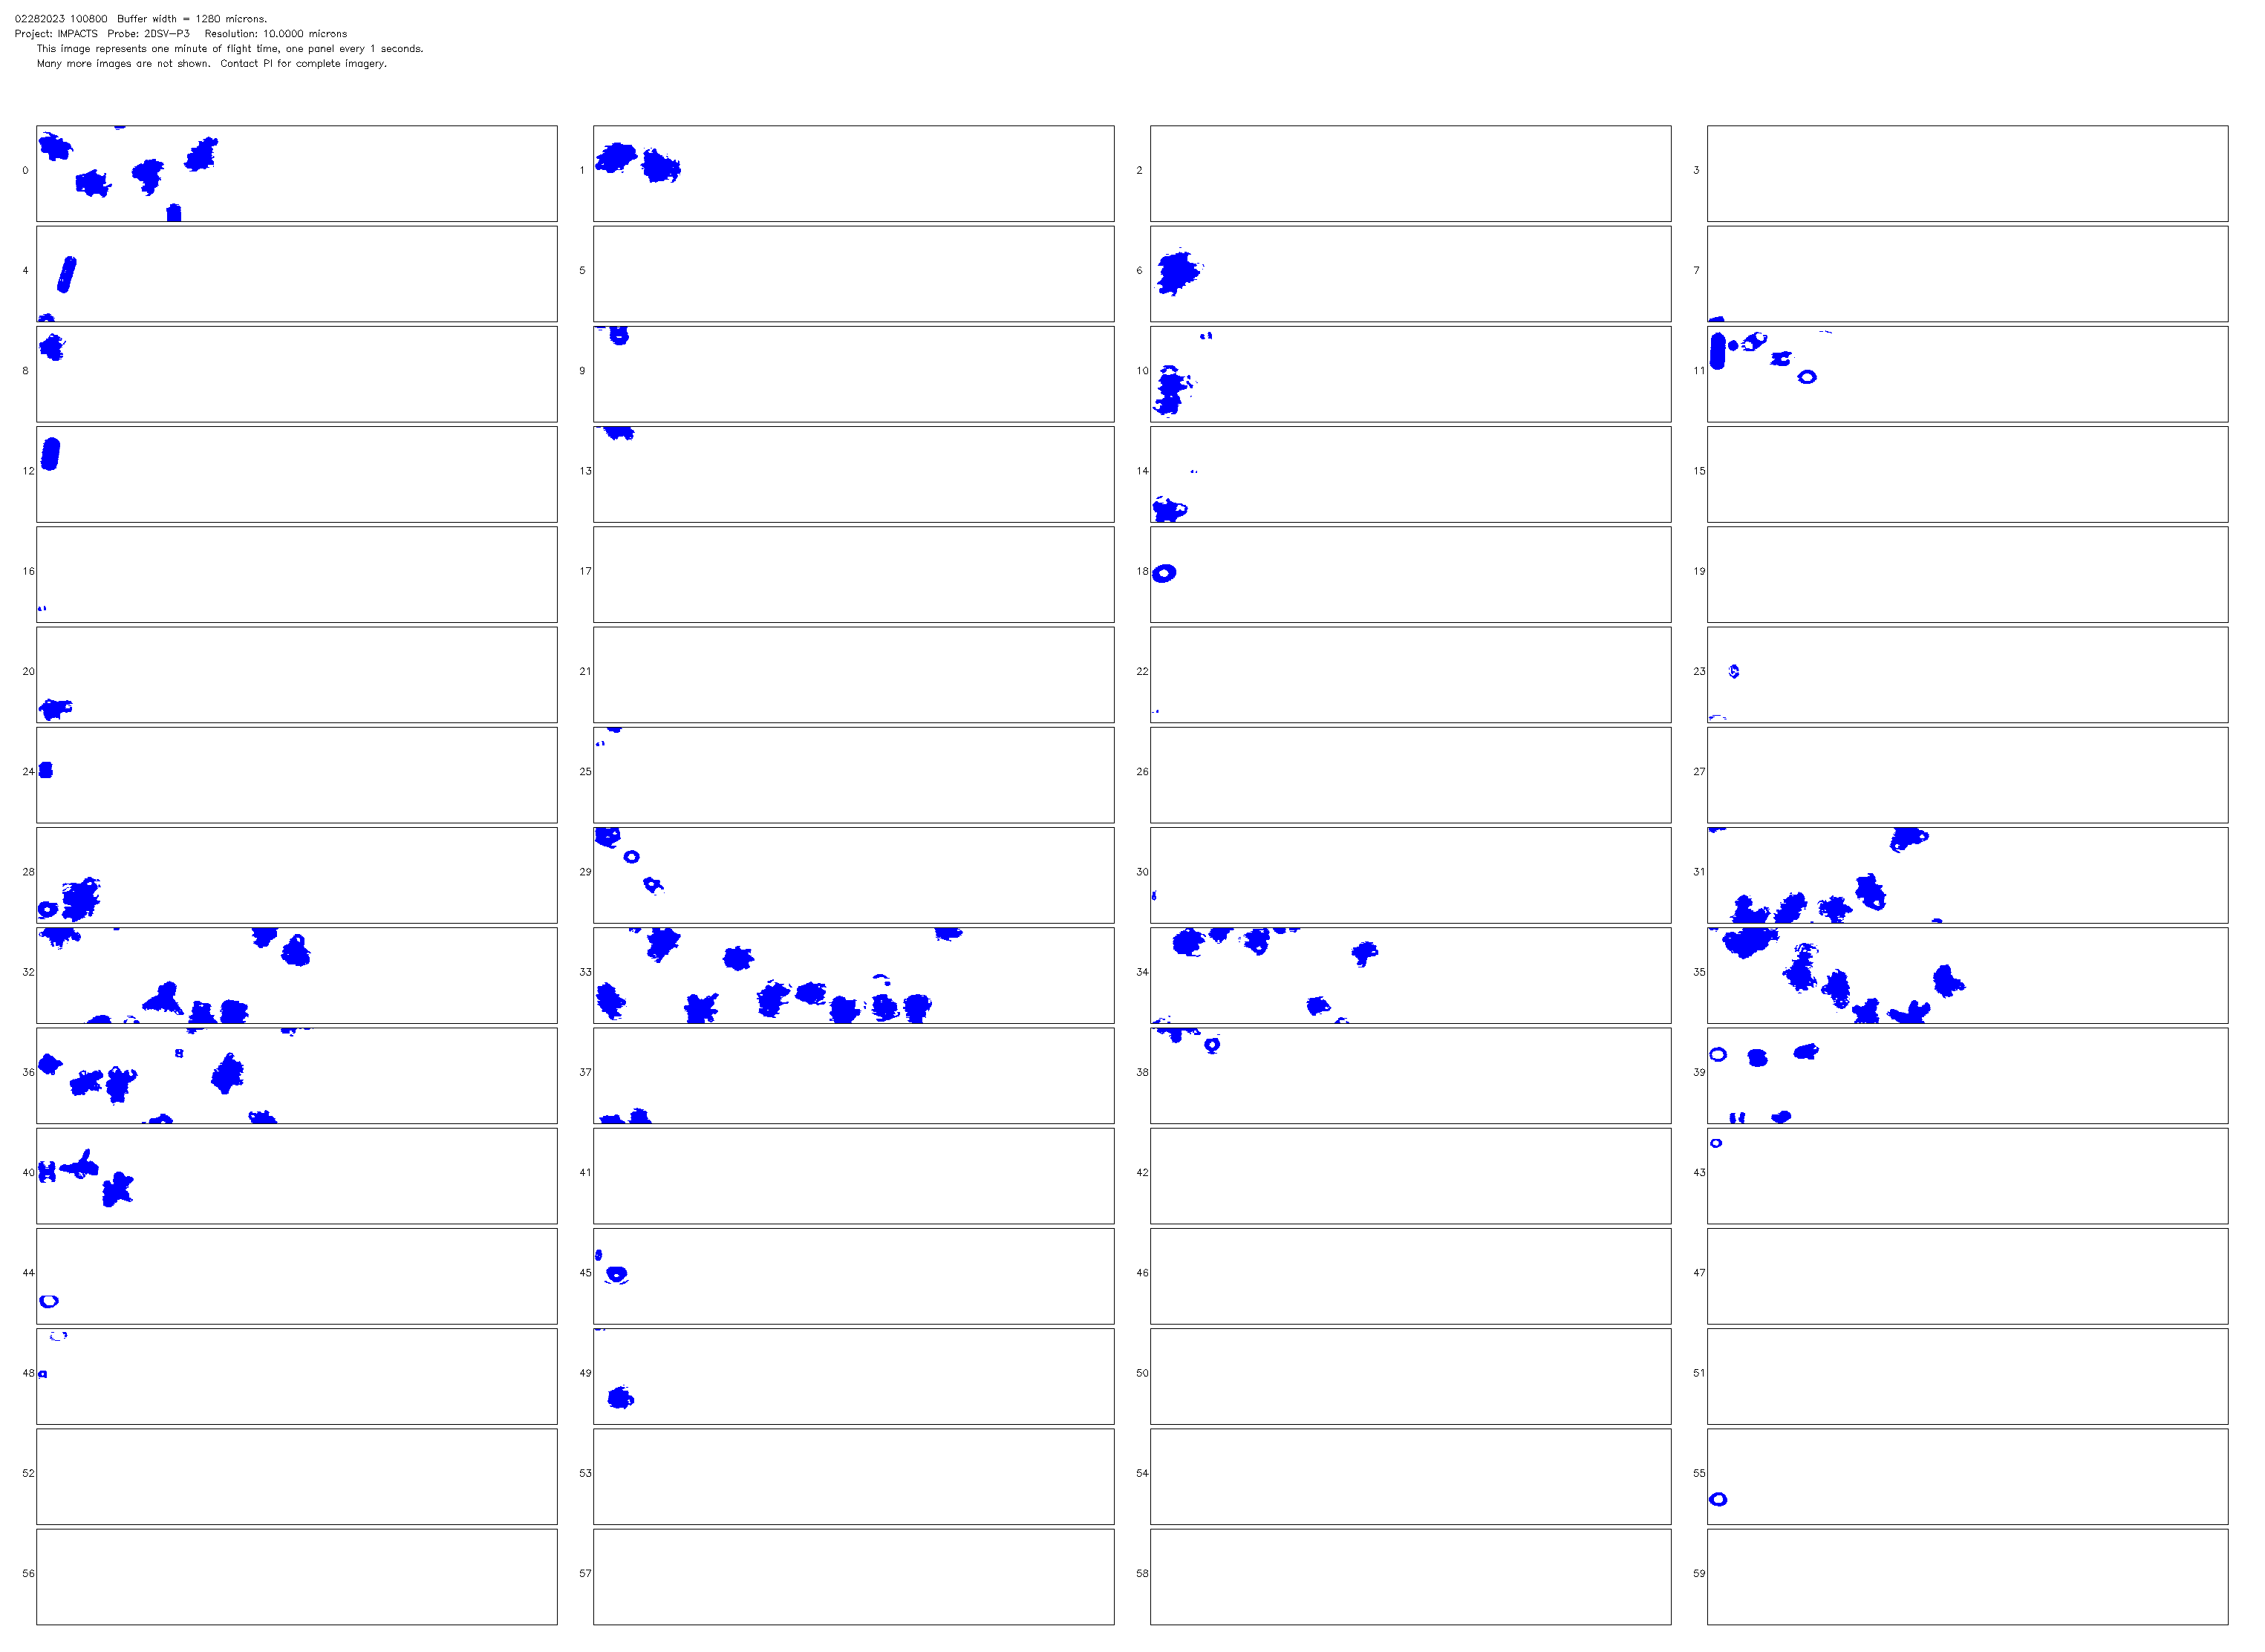 02282023 100800  Buffer width = 1280 microns.
Project: IMPACTS  Probe: 2DSV-P3   Resolution: 10.0000 microns
This image represents one minute of flight time, one panel every 1 seconds.
Many more images are not shown.  Contact PI for complete imagery.
0 1 2 3
4 5 6 7
8 9 10 11
12 13 14 15
16 17 18 19
20 21 22 23
24 25 26 27
28 29 30 31
32 33 34 35
36 37 38 39
40 41 42 43
44 45 46 47
48 49 50 51
52 53 54 55
56 57 58 59